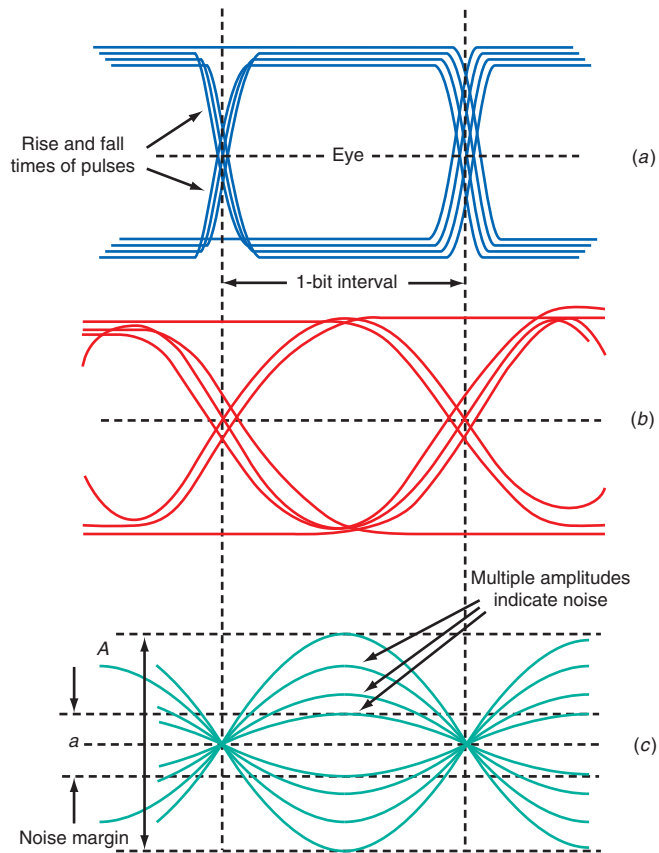 Rise and fall
times of pulses
Eye
(a)
1-bit interval
(b)
Multiple amplitudes
indicate noise
A
a
(c)
Noise margin